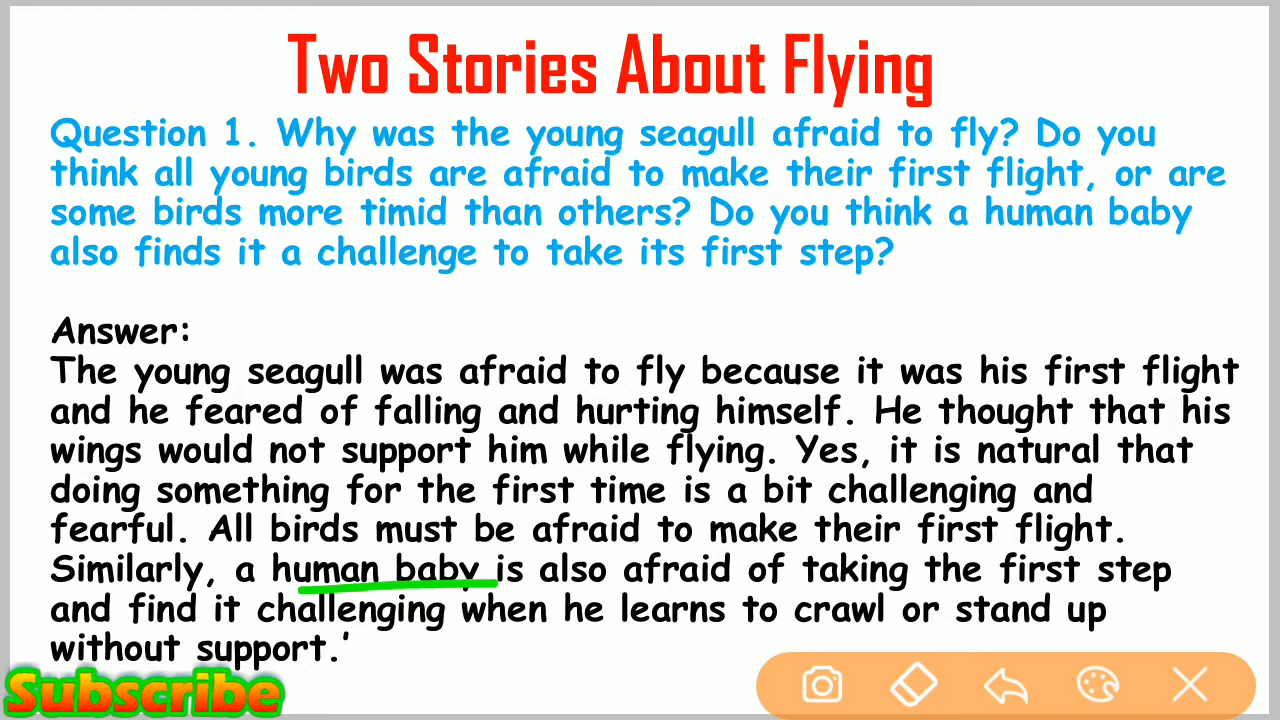 Two Stories About Flying
Question 1. Why was the young seagull afraid to fly? Do you
think all young birds are afraid to make their first flight, or are
some birds more timid than others? Do you think a human baby
also finds it a challenge to take its first step?
Answer:
The young seagull was afraid to fly because it was his first flight
and he feared of falling and hurting himself. He thought that his
wings would not support him while flying. Yes, it is natural that
doing something for the first time is a bit challenging and
fearful. All birds must be afraid to make their first flight.
Similarly, a human baby is also afraid of taking the first step
and find it challenging when he learns to crawl or stand up
without support.'
Subscribe